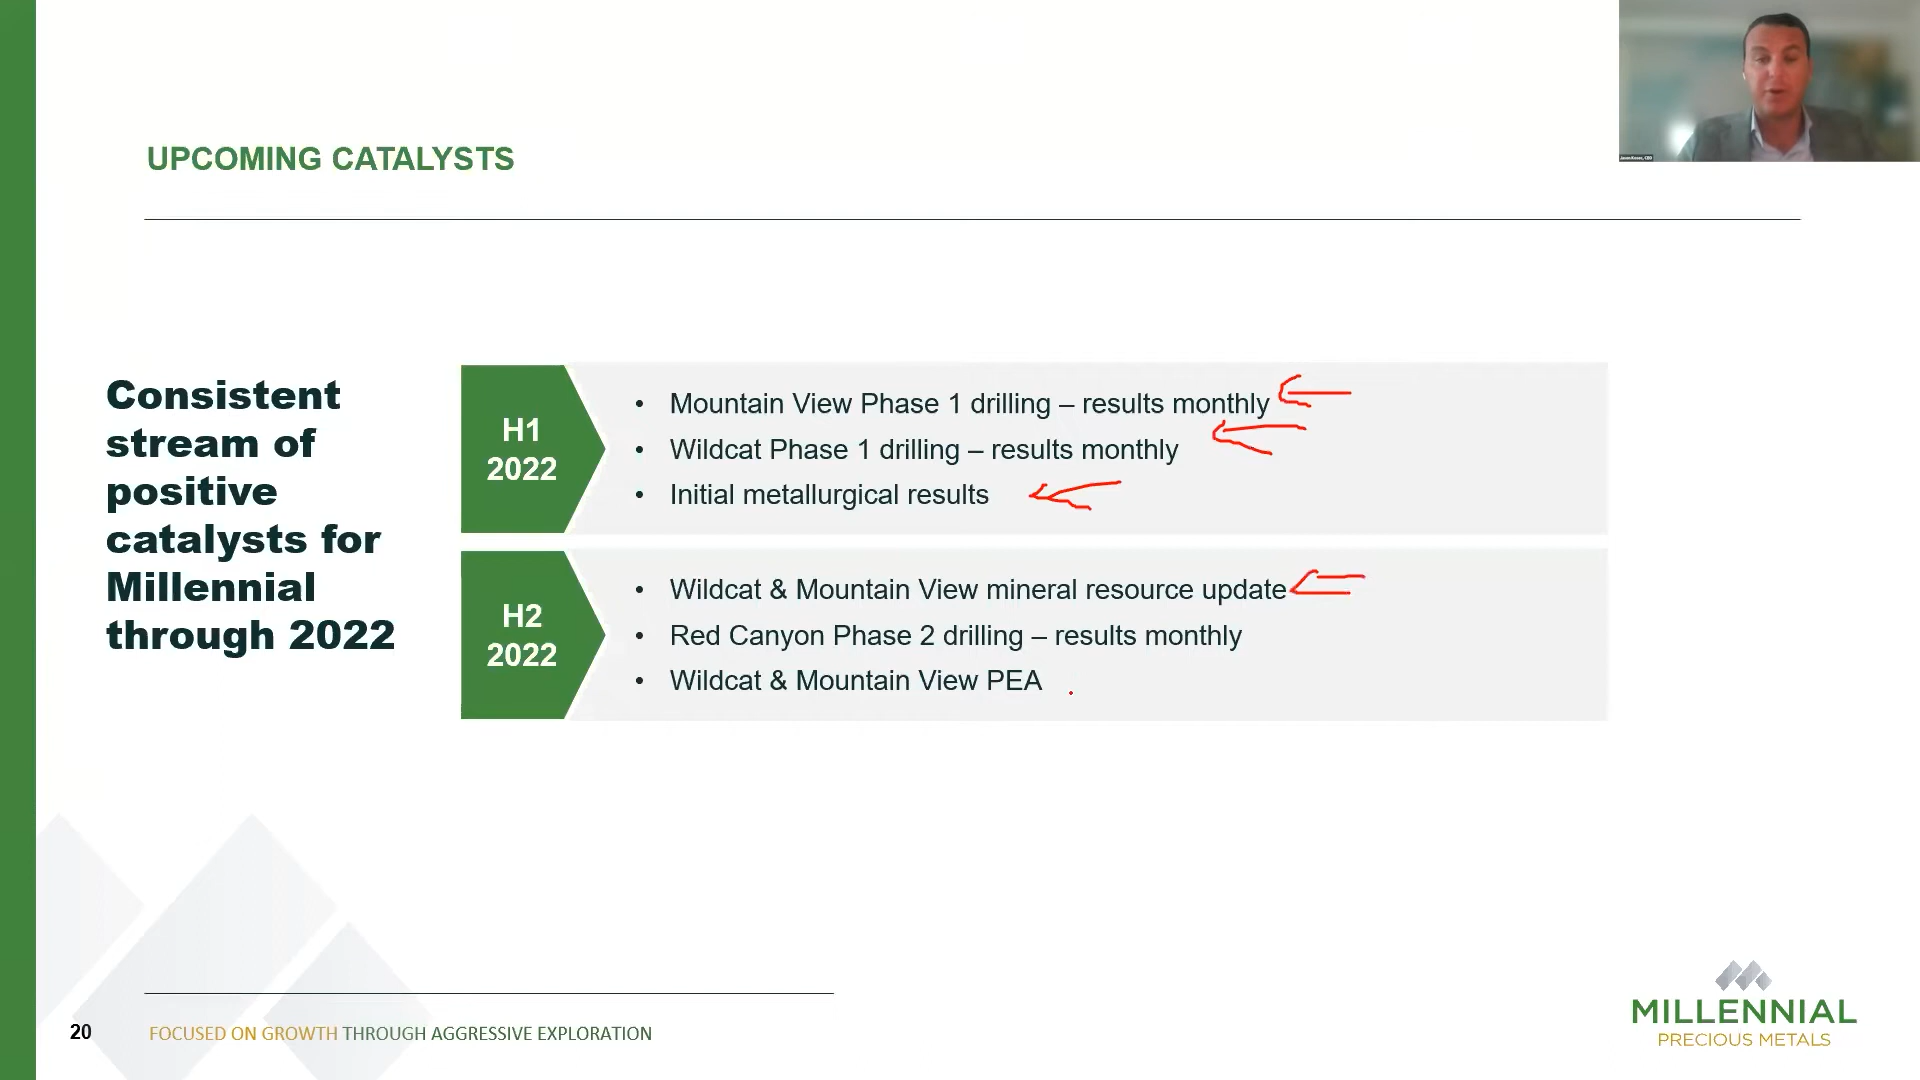 UPCOMING CATALYSTS
Consistent
stream of
positive
catalysts for
Millennial
through 2022
H1
2022
• Mountain View Phase 1 drilling – results monthly
• Wildcat Phase 1 drilling – results monthly
• Initial metallurgical results
H2
2022
• Wildcat & Mountain View mineral resource update
• Red Canyon Phase 2 drilling – results monthly
• Wildcat & Mountain View PEA
20
FOCUSED ON GROWTH THROUGH AGGRESSIVE EXPLORATION
MILLENNIAL
PRECIOUS METALS